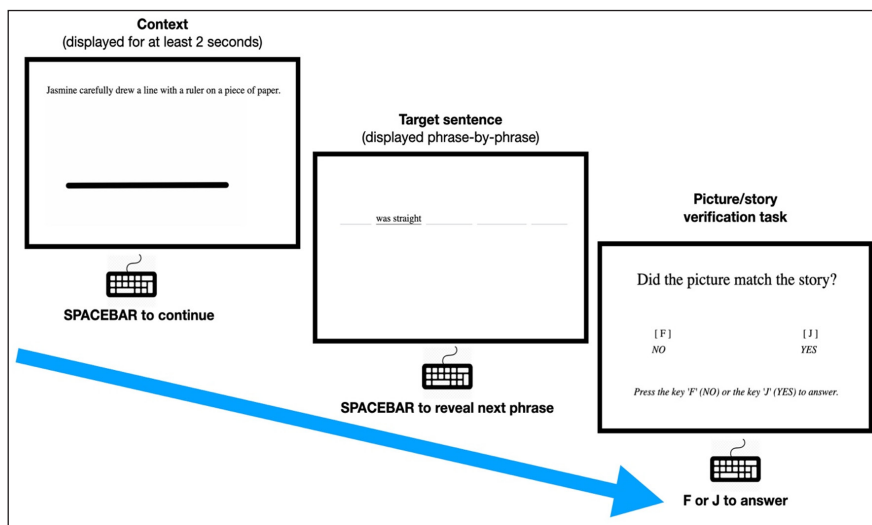 Context
(displayed for at least 2 seconds)
Jasmine carefully drew a line with a ruler on a piece of paper.
SPACEBAR to continue
Target sentence
(displayed phrase-by-phrase)
was straight
SPACEBAR to reveal next phrase
Picture/story
verification task
Did the picture match the story?
[ F ] [ J ]
NO YES
Press the key 'F' (NO) or the key 'J' (YES) to answer.
F or J to answer